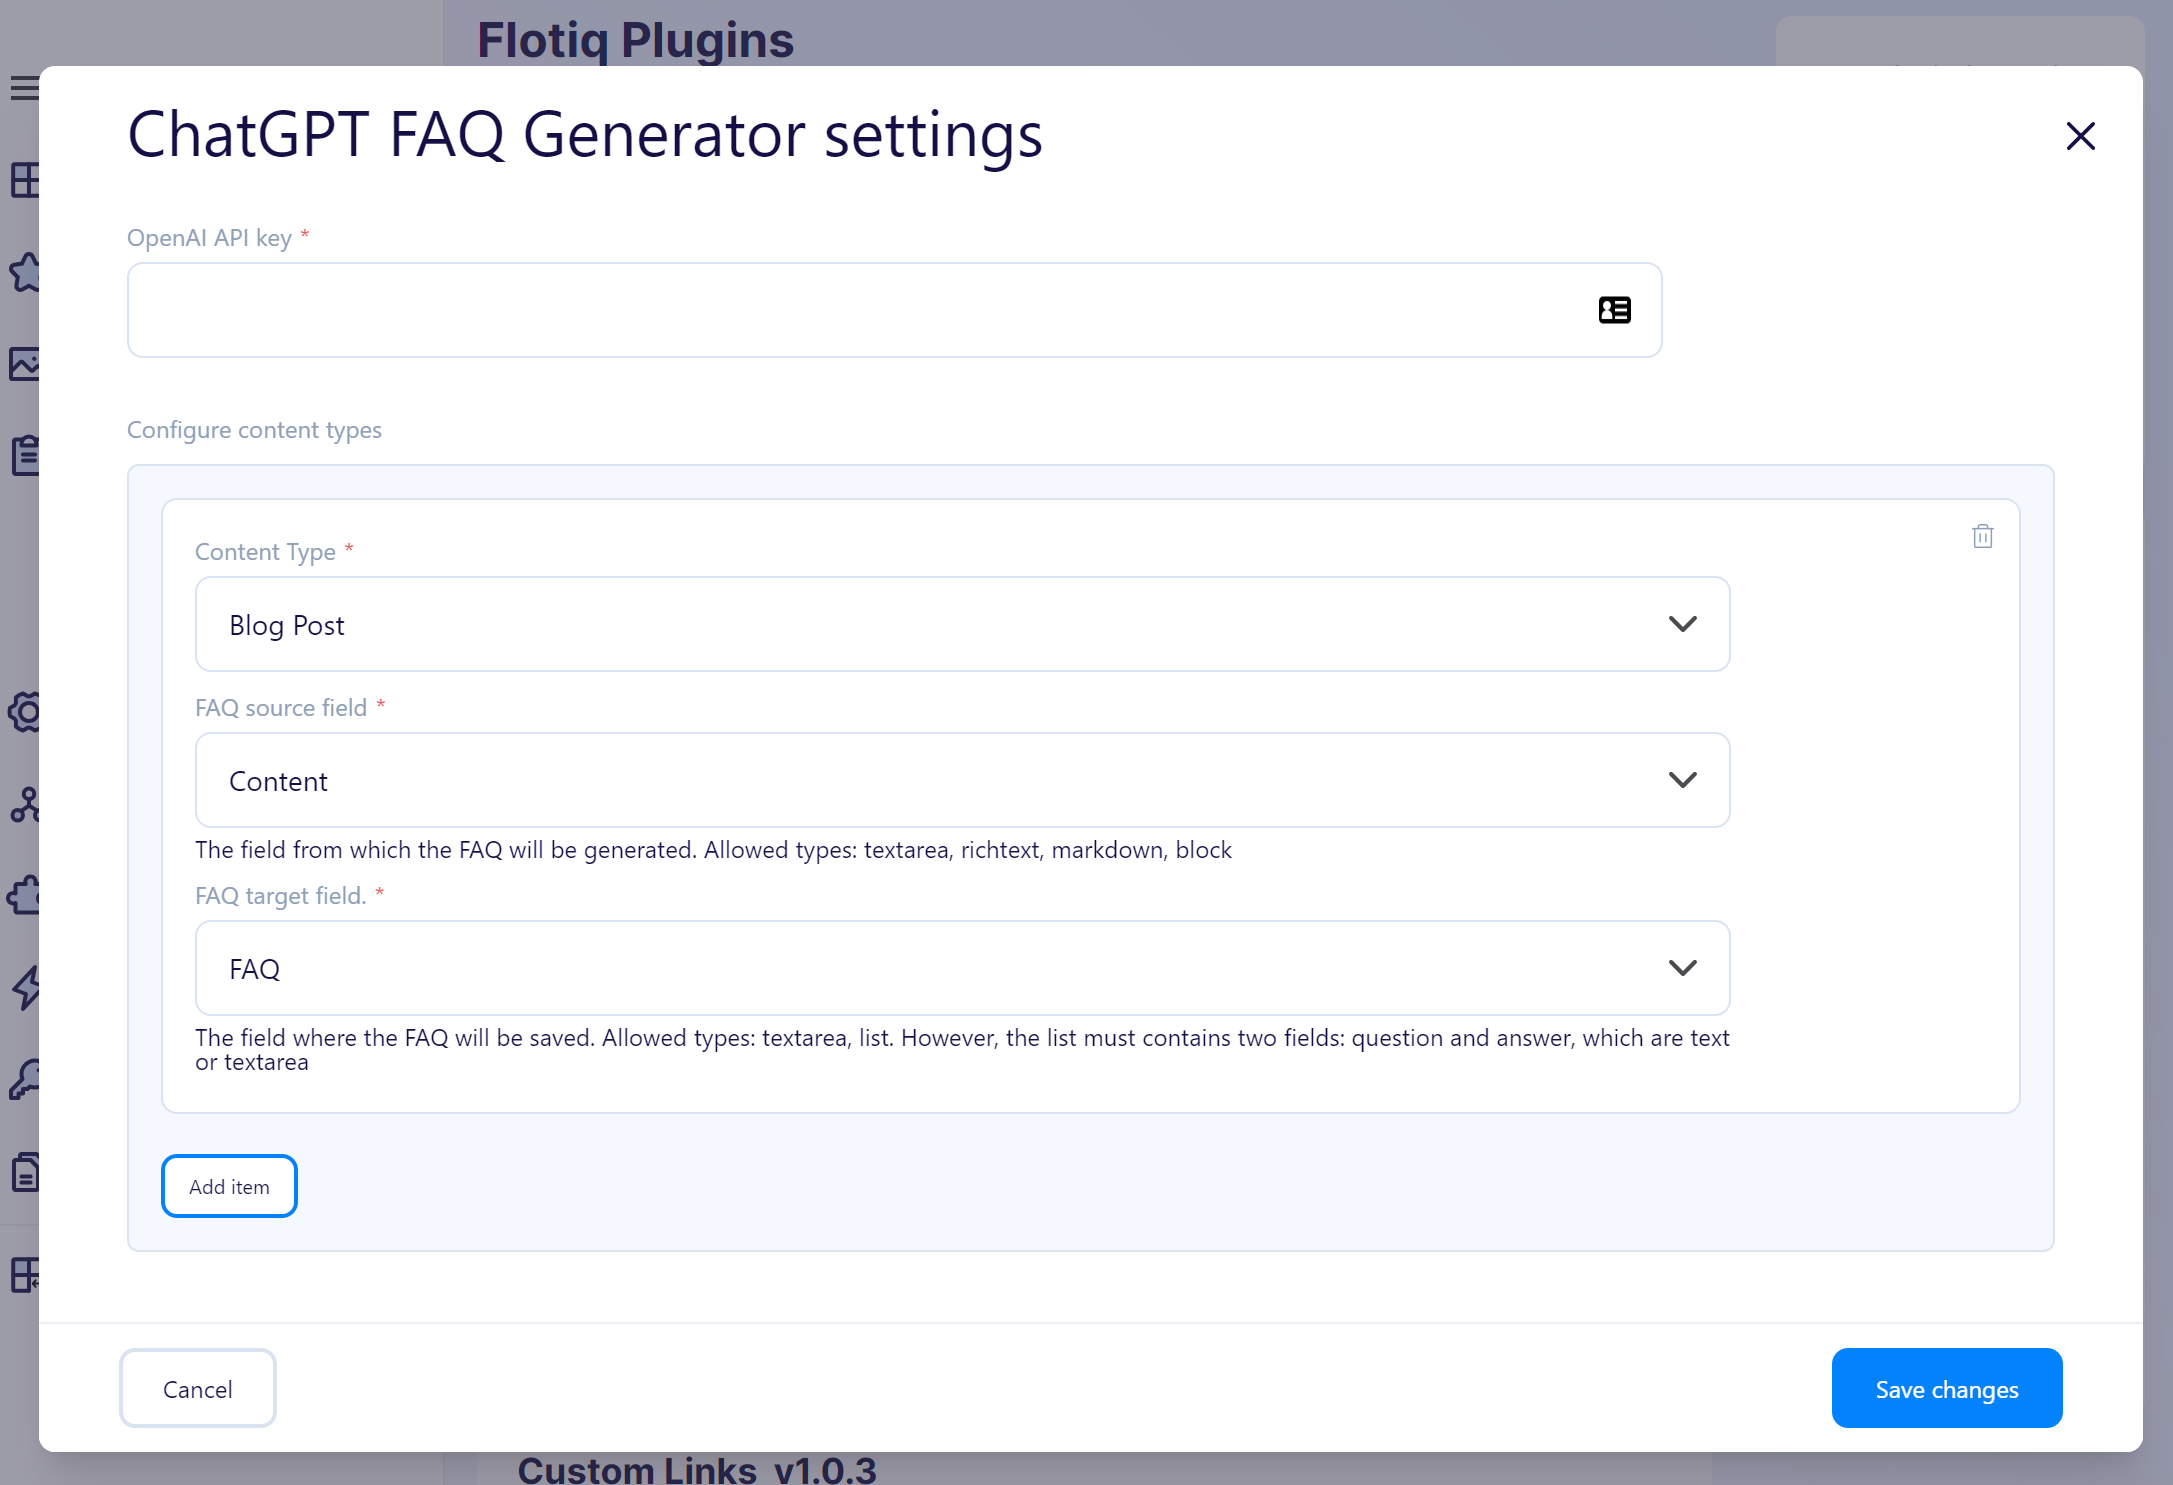 Flotiq Plugins
ChatGPT FAQ Generator settings
OpenAI API key *
Configure content types
Content Type *
Blog Post
FAQ source field *
Content
The field from which the FAQ will be generated. Allowed types: textarea, richtext, markdown, block
FAQ target field. *
FAQ
The field where the FAQ will be saved. Allowed types: textarea, list. However, the list must contains two fields: question and answer, which are text
or textarea
Add item
Cancel
Save changes
Custom Links v1.0.3